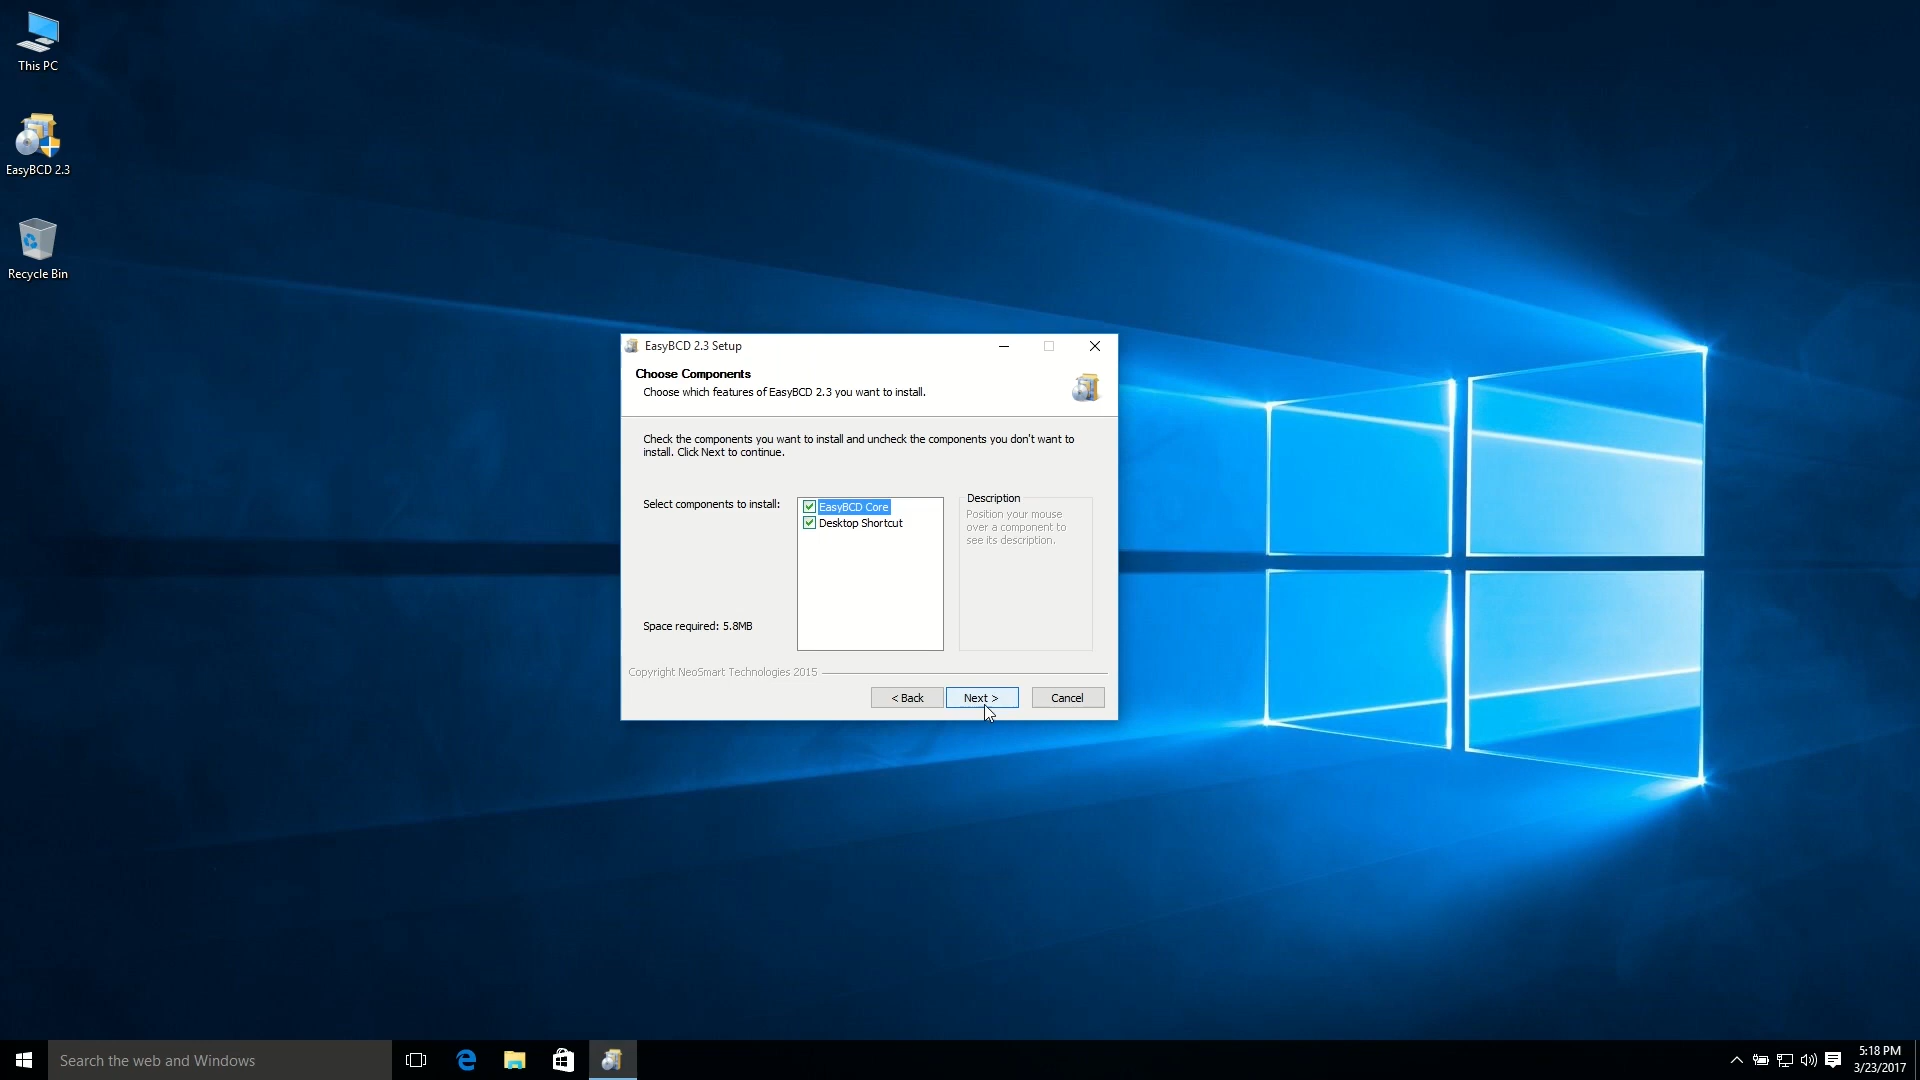 This PC
EasyBCD 2.3
Recycle Bin
EasyBCD 2.3 Setup
Choose Components
Choose which features of EasyBCD 2.3 you want to install.
Check the components you want to install and uncheck the components you don't want to
install. Click Next to continue.
Select components to install:
EasyBCD Core
Desktop Shortcut
Description
Position your mouse
over a component to
see its description.
Space required: 5.8MB
Copyright NeoSmart Technologies 2015
< Back
Next >
Cancel
Search the web and Windows
5:18 PM
3/23/2017